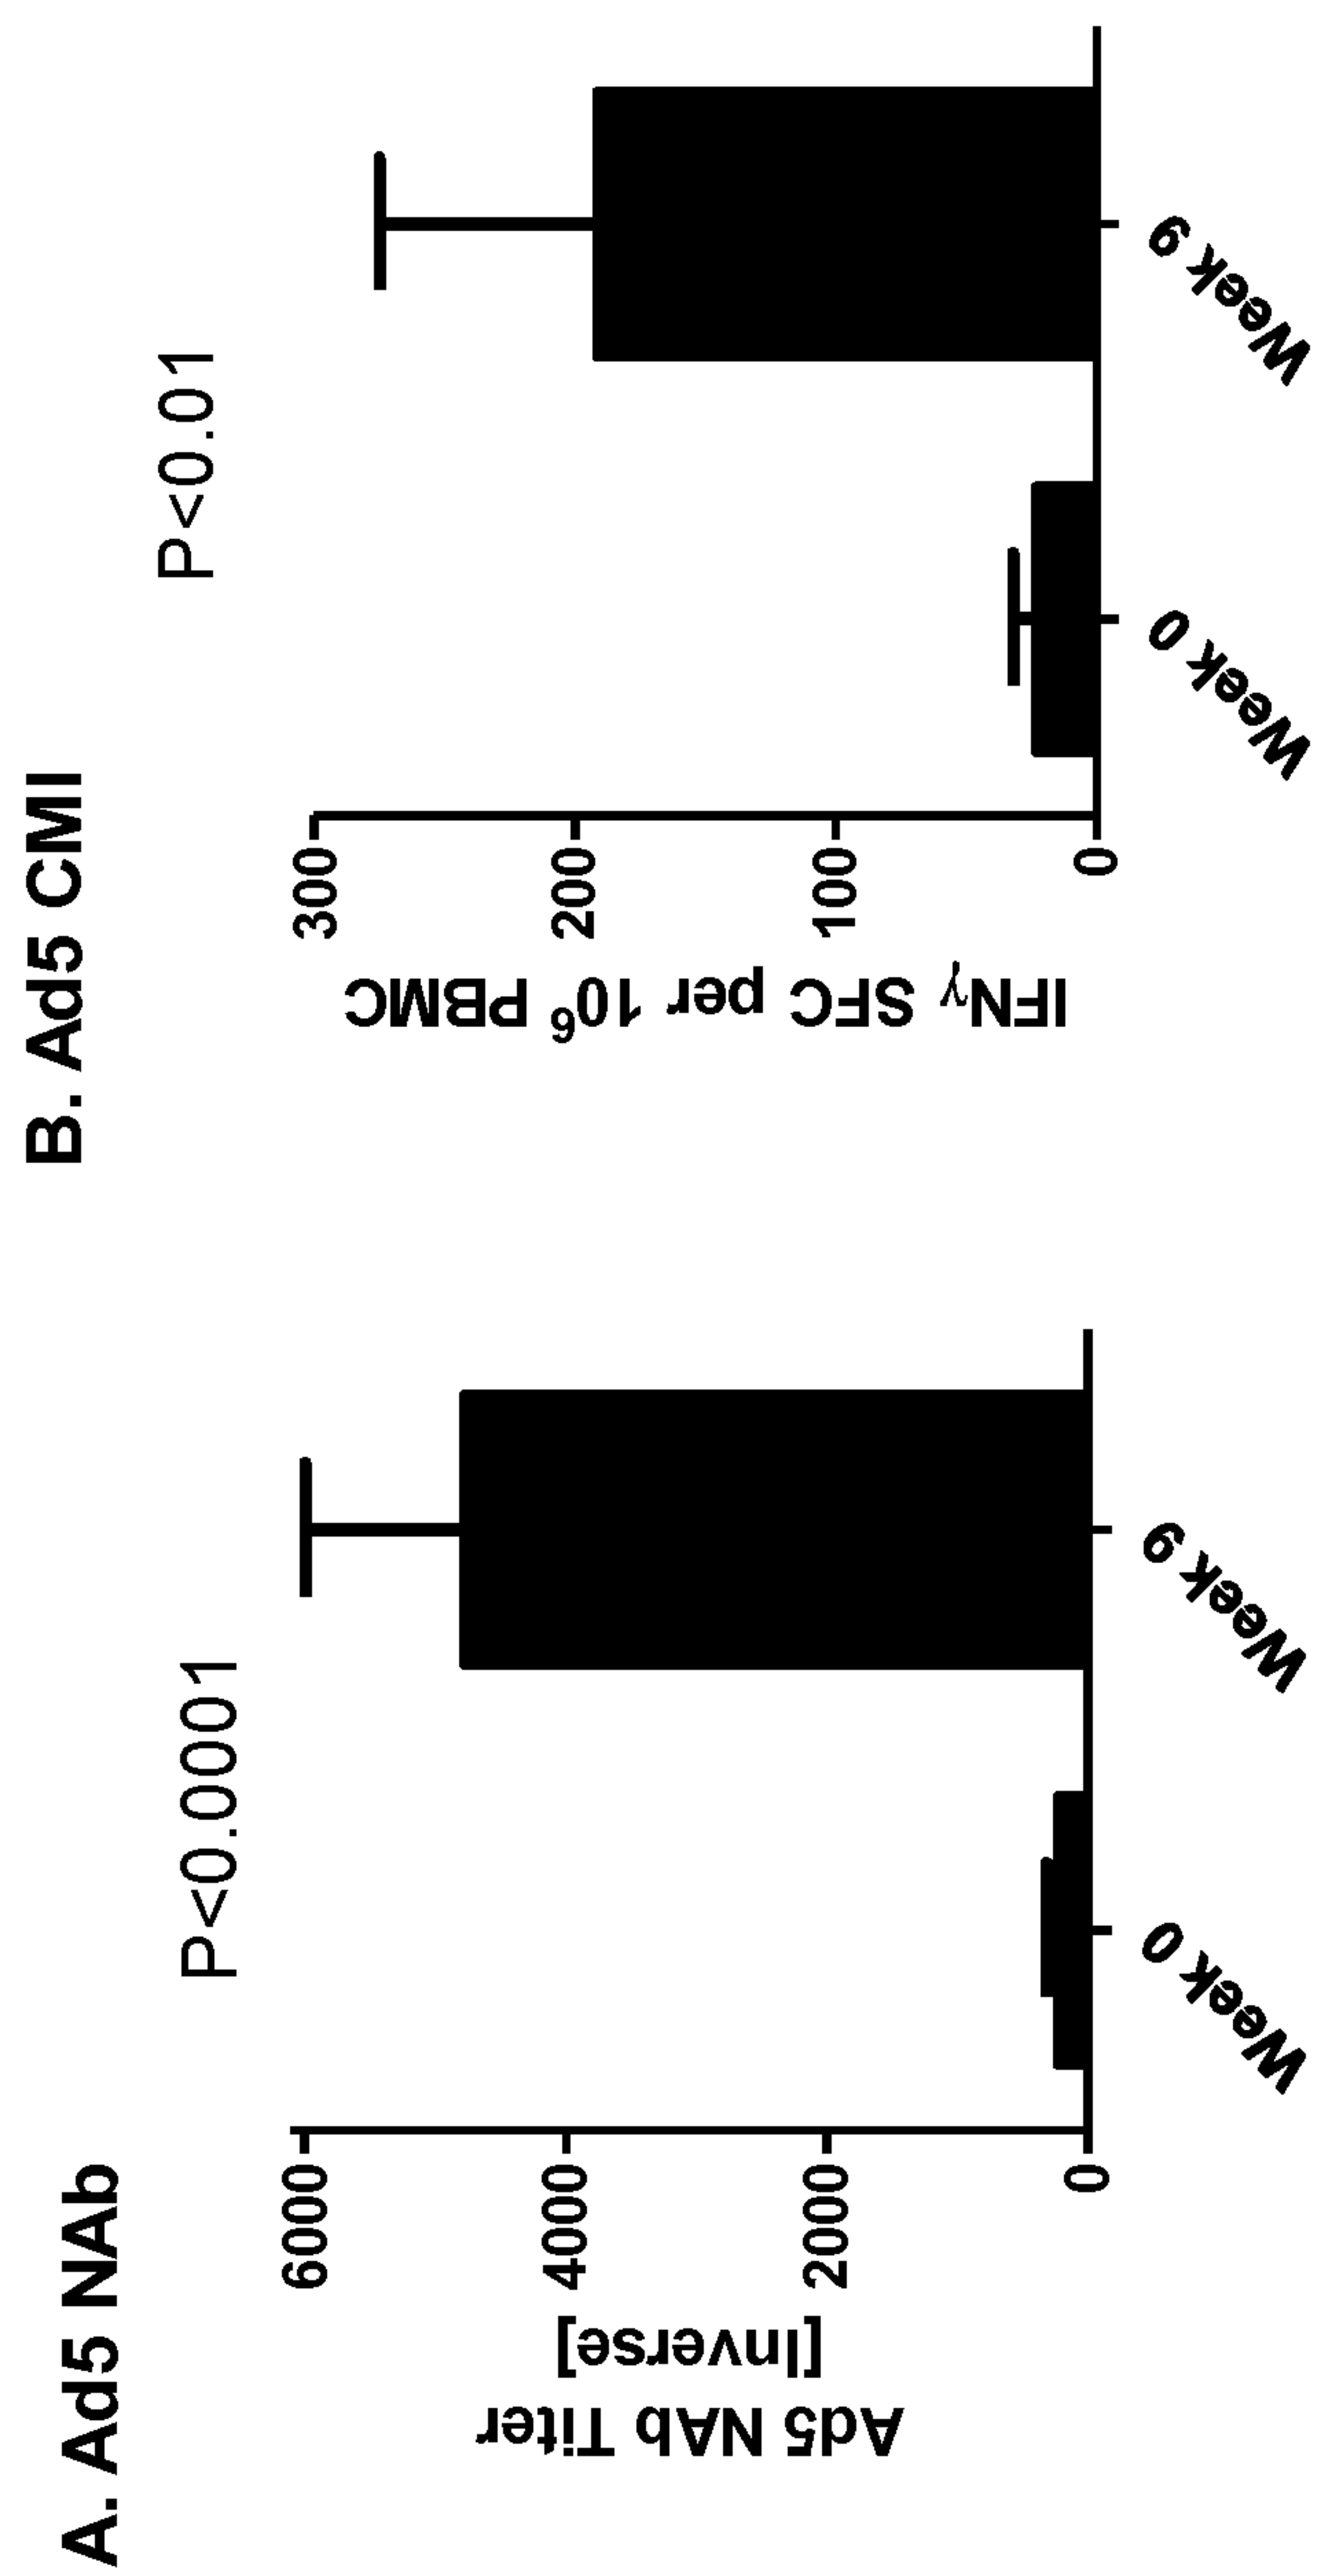 A. Ad5 NAb
P<0.0001
Ad5 NAb Titer
[Inverse]
6000
4000
2000
0
Week 0
Week 9
B. Ad5 CMI
P<0.01
IFNγ SFC per 10⁶ PBMC
300
200
100
0
Week 0
Week 9